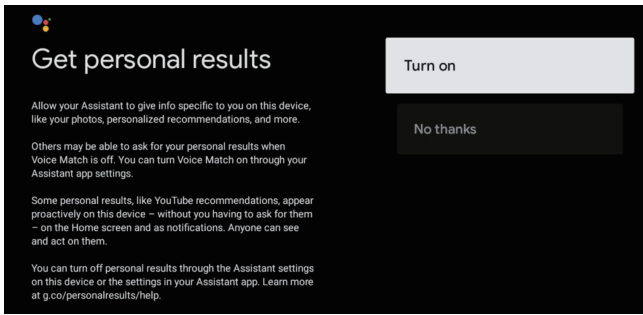 Get personal results
Allow your Assistant to give info specific to you on this device,
like your photos, personalized recommendations, and more.
Others may be able to ask for your personal results when
Voice Match is off. You can turn Voice Match on through your
Assistant app settings.
Some personal results, like YouTube recommendations, appear
proactively on this device – without you having to ask for them
– on the Home screen and as notifications. Anyone can see
and act on them.
You can turn off personal results through the Assistant settings
on this device or the settings in your Assistant app. Learn more
at g.co/personalresults/help.
Turn on
No thanks